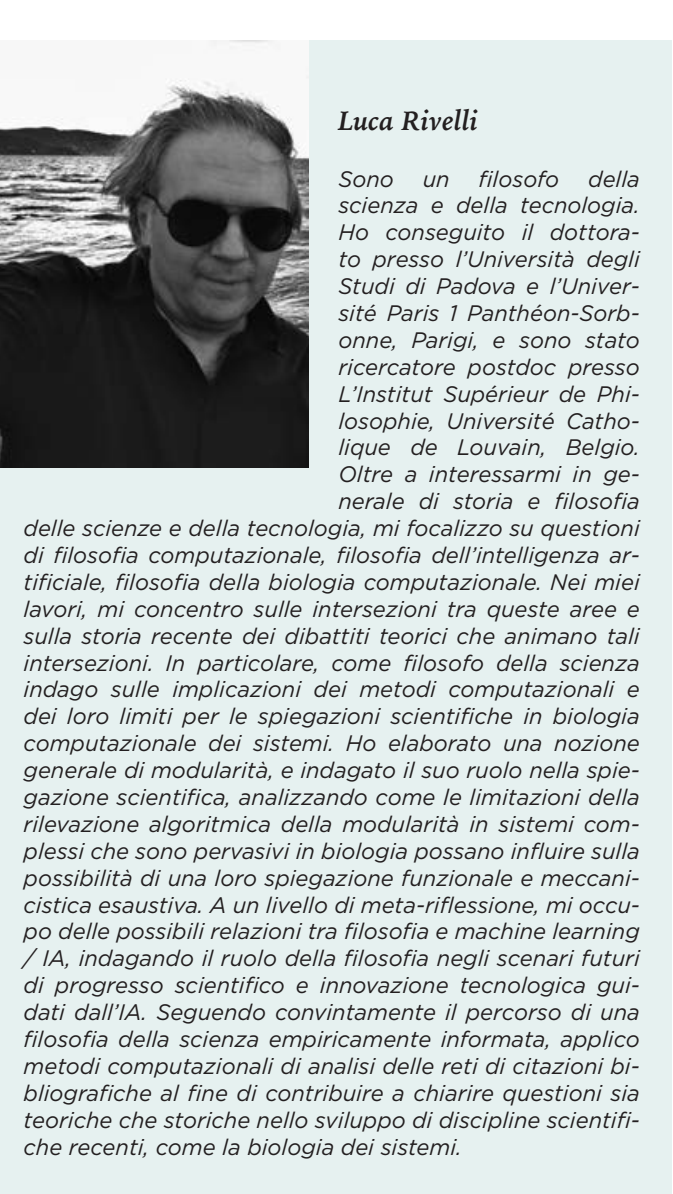 Luca Rivelli
Sono un filosofo della
scienza e della tecnologia.
Ho conseguito il dottora-
to presso l'Università degli
Studi di Padova e l'Univer-
sité Paris 1 Panthéon-Sorb-
onne, Parigi, e sono stato
ricercatore postdoc presso
L'Institut Supérieur de Phi-
losophie, Université Catho-
lique de Louvain, Belgio.
Oltre a interessarmi in ge-
nerale di storia e filosofia
delle scienze e della tecnologia, mi focalizzo su questioni
di filosofia computazionale, filosofia dell'intelligenza ar-
tificiale, filosofia della biologia computazionale. Nei miei
lavori, mi concentro sulle intersezioni tra queste aree e
sulla storia recente dei dibattiti teorici che animano tali
intersezioni. In particolare, come filosofo della scienza
indago sulle implicazioni dei metodi computazionali e
dei loro limiti per le spiegazioni scientifiche in biologia
computazionale dei sistemi. Ho elaborato una nozione
generale di modularità, e indagato il suo ruolo nella spie-
gazione scientifica, analizzando come le limitazioni della
rilevazione algoritmica della modularità in sistemi com-
plessi che sono pervasivi in biologia possano influire sulla
possibilità di una loro spiegazione funzionale e meccani-
cistica esaustiva. A un livello di meta-riflessione, mi occu-
po delle possibili relazioni tra filosofia e machine learning
/ IA, indagando il ruolo della filosofia negli scenari futuri
di progresso scientifico e innovazione tecnologica gui-
dati dall'IA. Seguendo convintamente il percorso di una
filosofia della scienza empiricamente informata, applico
metodi computazionali di analisi delle reti di citazioni bi-
bliografiche al fine di contribuire a chiarire questioni sia
teoriche che storiche nello sviluppo di discipline scientifi-
che recenti, come la biologia dei sistemi.